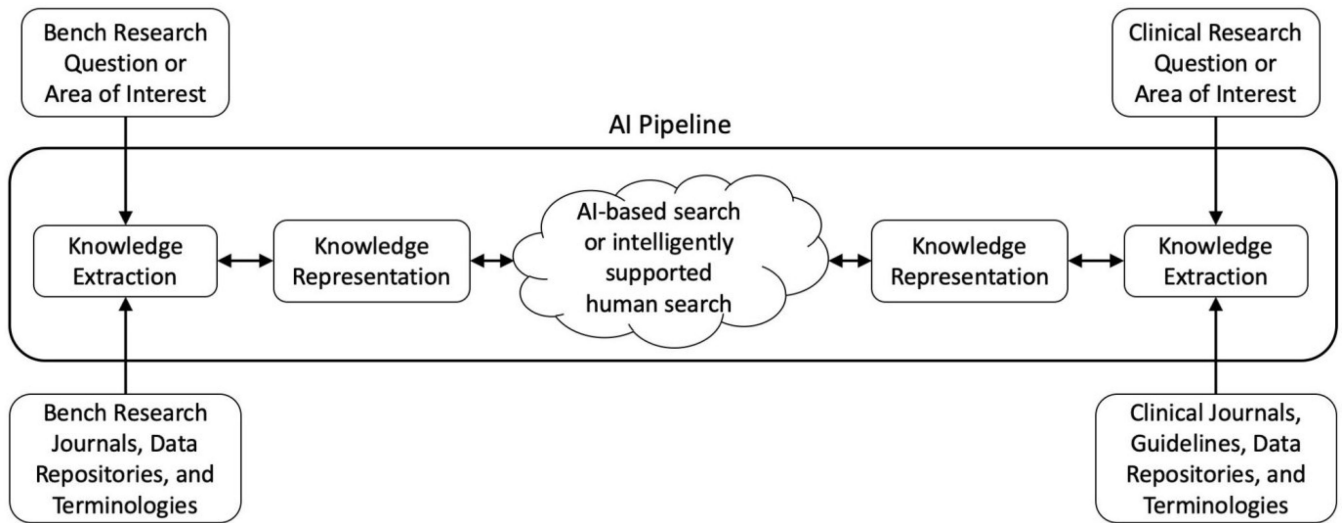 Bench Research
Question or
Area of Interest
Clinical Research
Question or
Area of Interest
AI Pipeline
Knowledge
Extraction
Knowledge
Representation
AI-based search
or intelligently
supported
human search
Knowledge
Representation
Knowledge
Extraction
Bench Research
Journals, Data
Repositories, and
Terminologies
Clinical Journals,
Guidelines, Data
Repositories, and
Terminologies